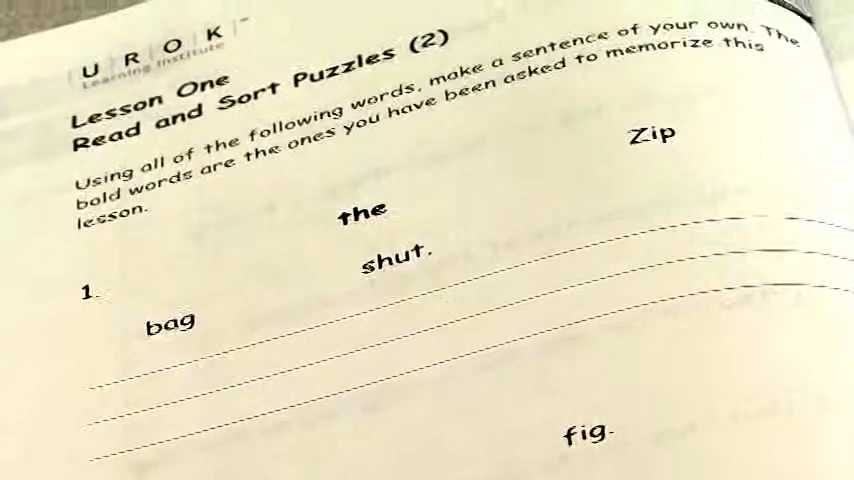 UROK™
Learning Institute
Lesson One
Read and Sort Puzzles (2)
Using all of the following words, make a sentence of your own. The
bold words are the ones you have been asked to memorize this
lesson.
Zip
the
shut.
1.
bag
fig.